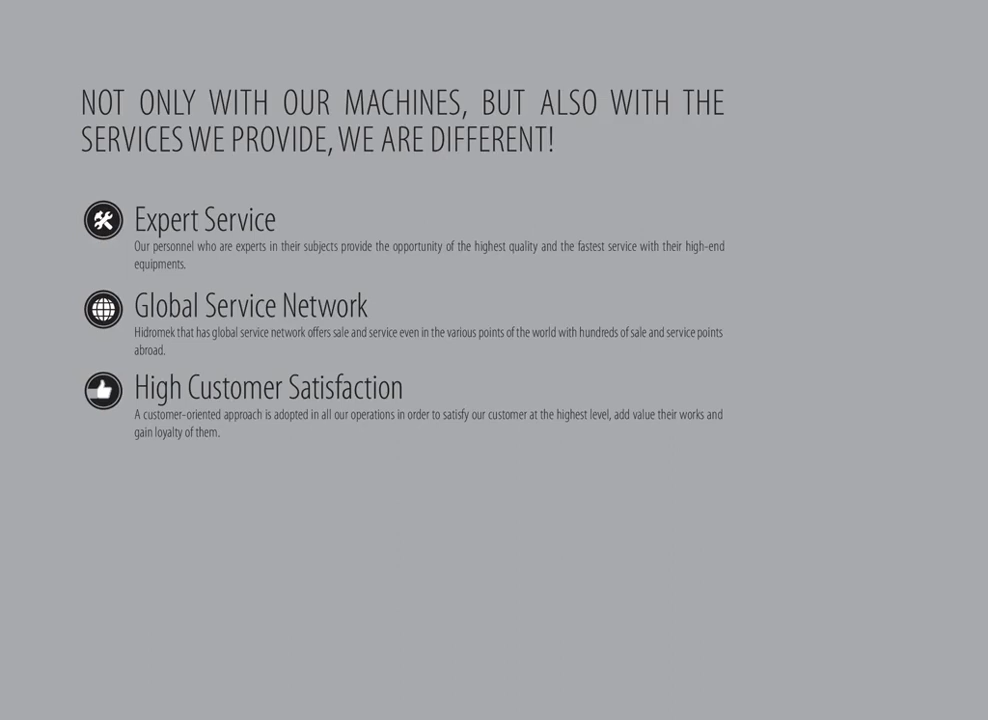 NOT ONLY WITH OUR MACHINES, BUT ALSO WITH THE
SERVICES WE PROVIDE, WE ARE DIFFERENT!
Expert Service
Our personnel who are experts in their subjects provide the opportunity of the highest quality and the fastest service with their high-end
equipments.
Global Service Network
Hidromek that has global service network offers sale and service even in the various points of the world with hundreds of sale and service points
abroad.
High Customer Satisfaction
A customer-oriented approach is adopted in all our operations in order to satisfy our customer at the highest level, add value their works and
gain loyalty of them.